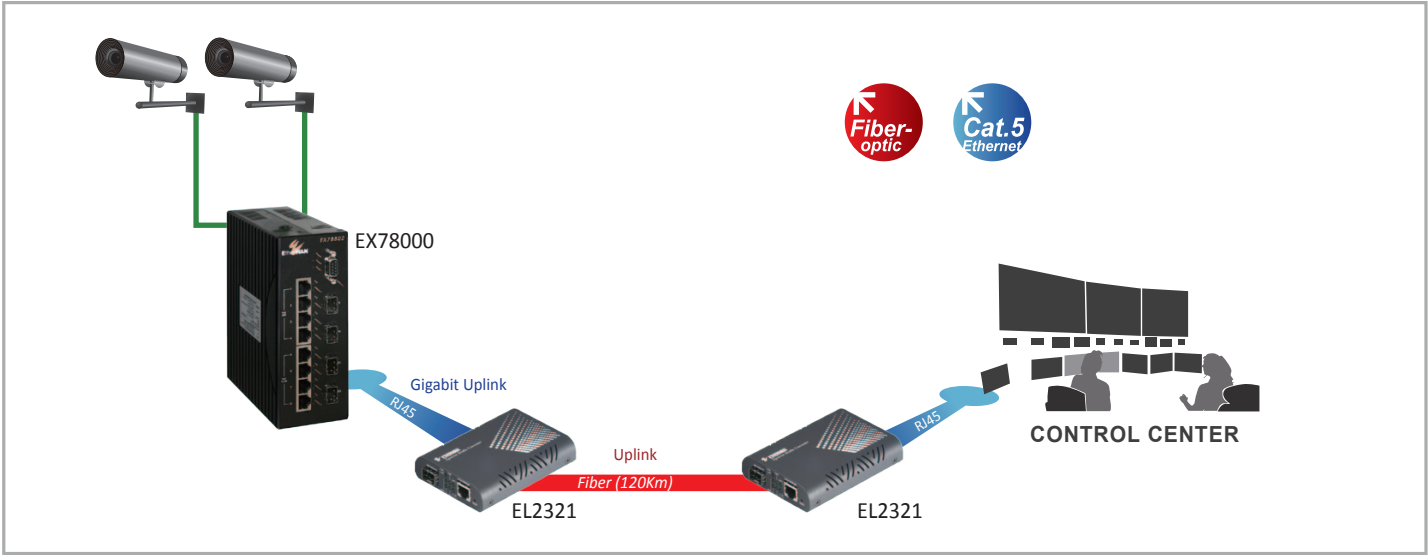 Fiber-
optic
Cat.5
Ethernet
EX78000
Gigabit Uplink
RJ45
RJ45
CONTROL CENTER
Uplink
Fiber (120Km)
EL2321
EL2321